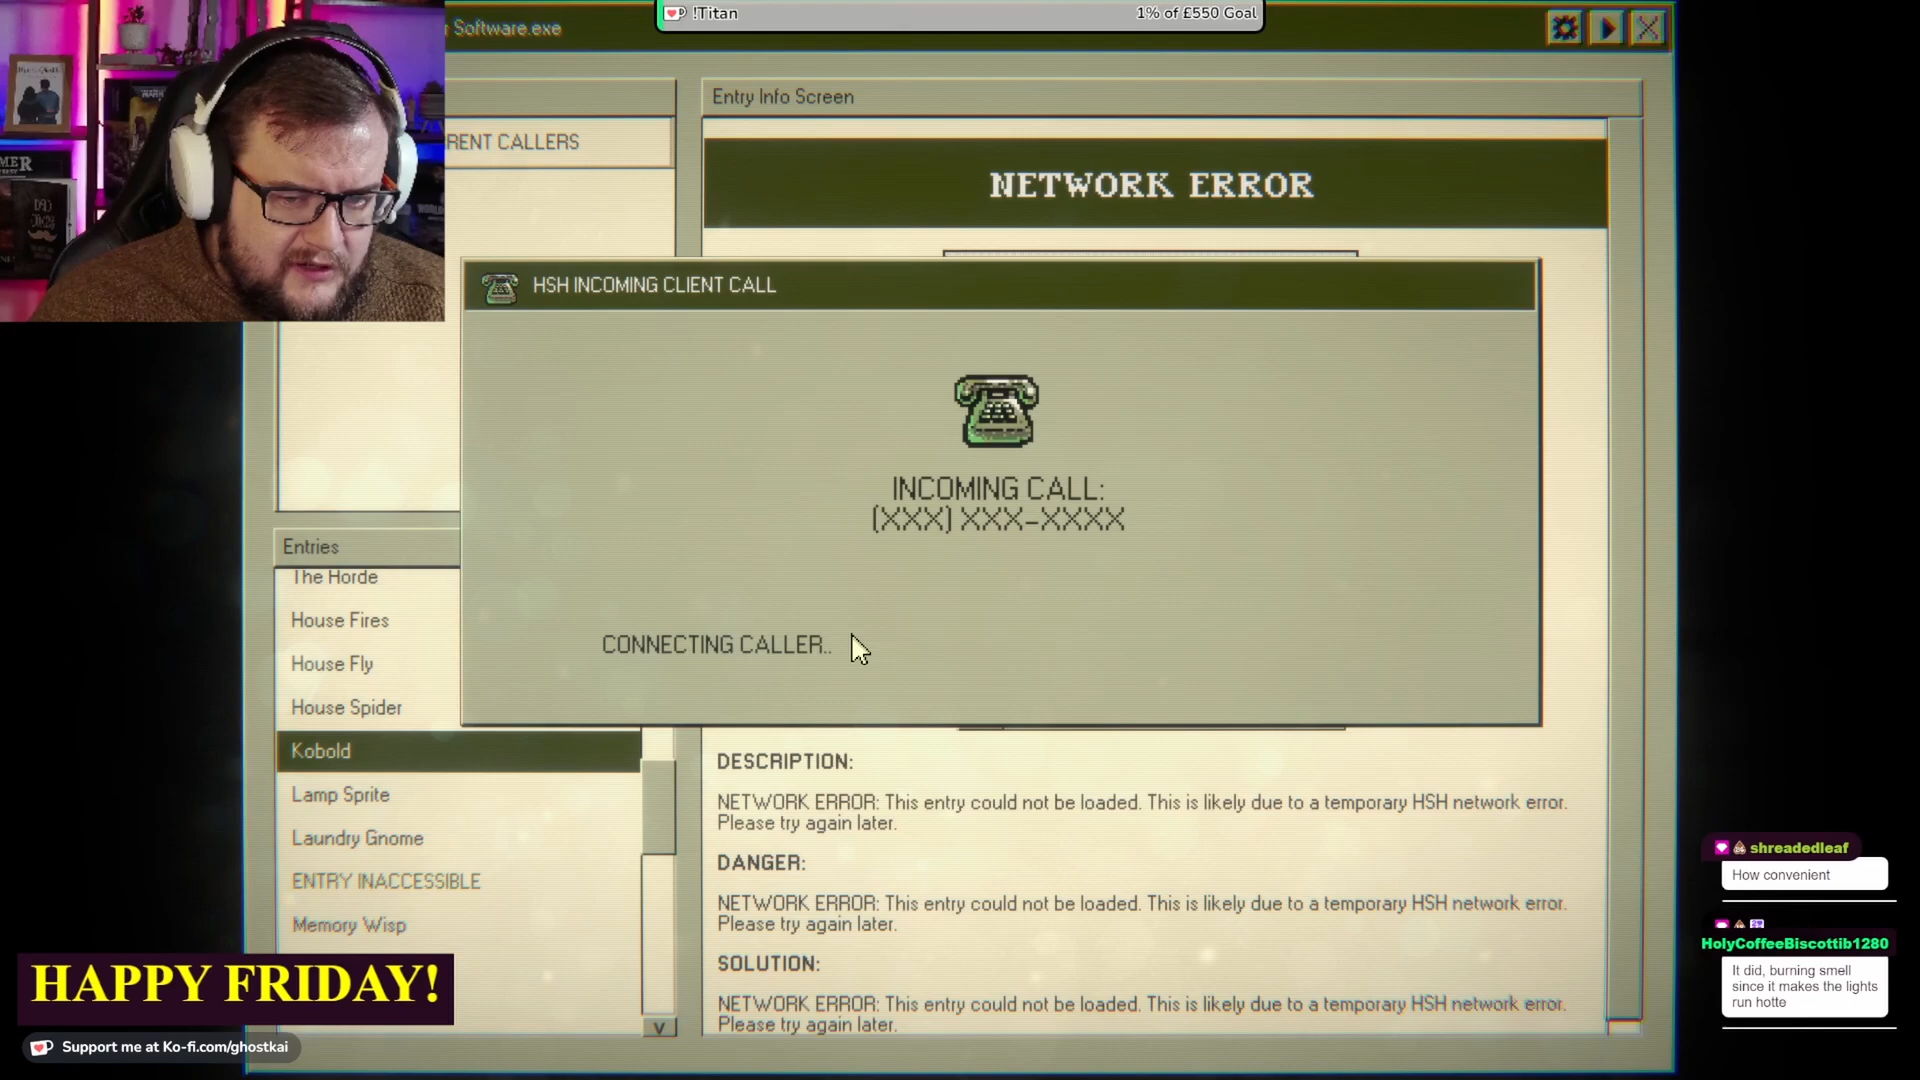 !Titan
1% of £550 Goal
r Software.exe
Entry Info Screen
RENT CALLERS
NETWORK ERROR
HSH INCOMING CLIENT CALL
INCOMING CALL:
(XXX) XXX-XXXX
CONNECTING CALLER..
Entries
The Horde
House Fires
House Fly
House Spider
Kobold
Lamp Sprite
Laundry Gnome
ENTRY INACCESSIBLE
Memory Wisp
v
DESCRIPTION:
NETWORK ERROR: This entry could not be loaded. This is likely due to a temporary HSH network error.
Please try again later.
DANGER:
NETWORK ERROR: This entry could not be loaded. This is likely due to a temporary HSH network error.
Please try again later.
SOLUTION:
NETWORK ERROR: This entry could not be loaded. This is likely due to a temporary HSH network error.
Please try again later.
shreadedleaf
How convenient
HolyCoffeeBiscottib1280
It did, burning smell
since it makes the lights
run hotte
HAPPY FRIDAY!
Support me at Ko-fi.com/ghostkai